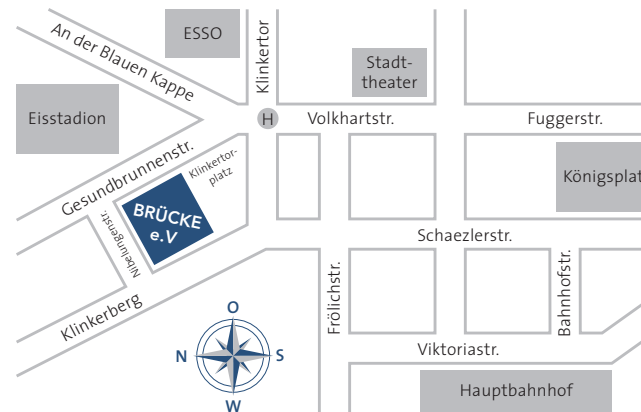 An der Blauen Kappe
ESSO
Klinkertor
Stadt-
theater
Eisstadion
H
Volkhartstr.
Fuggerstr.
Gesundbrunnenstr.
Klinkertor-
platz
Königsplat
BRÜCKE
e.V
Nibelungenstr.
Schaezlerstr.
Klinkerberg
Frölichstr.
Bahnhofstr.
O
N
S
W
Viktoriastr.
Hauptbahnhof